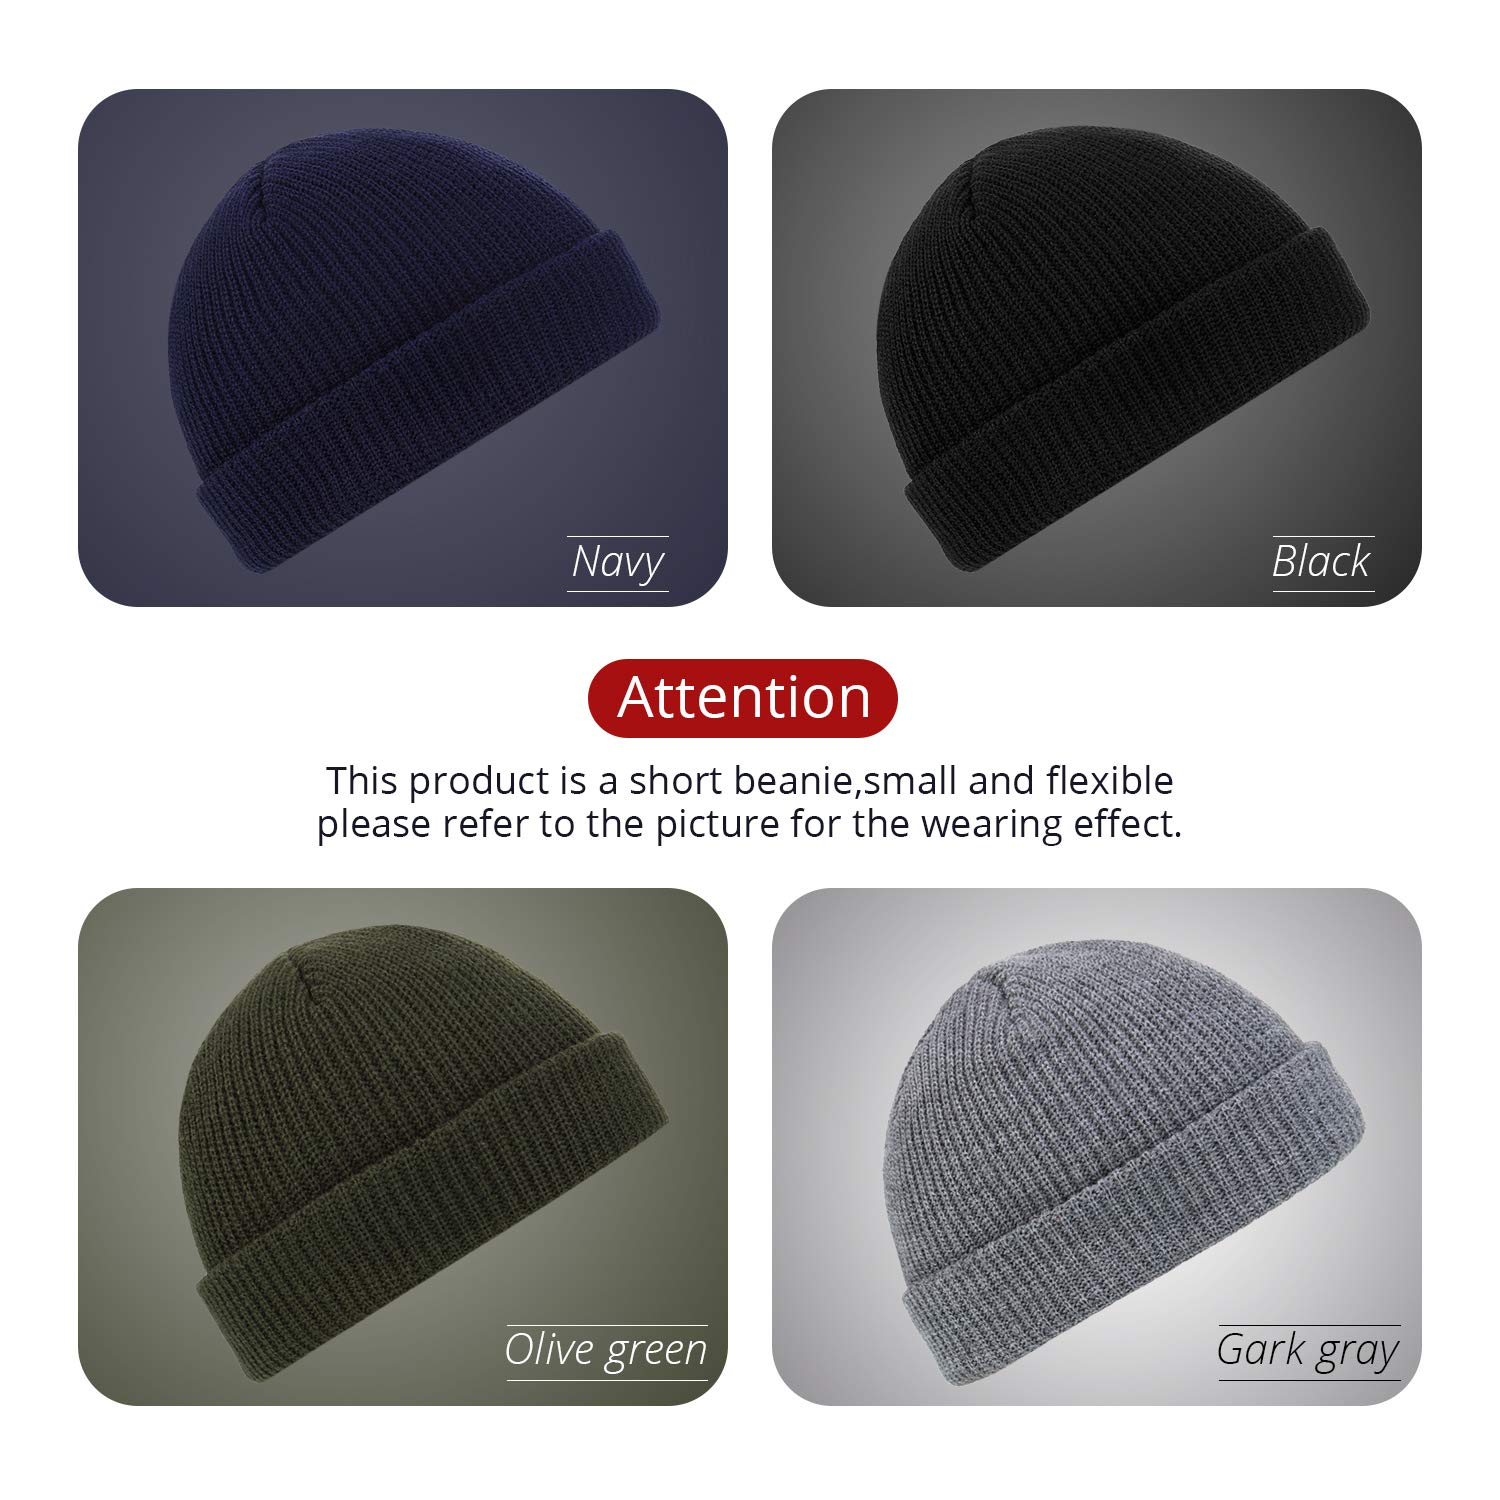 Navy
Black
Attention
This product is a short beanie,small and flexible
please refer to the picture for the wearing effect.
Olive green
Gark gray